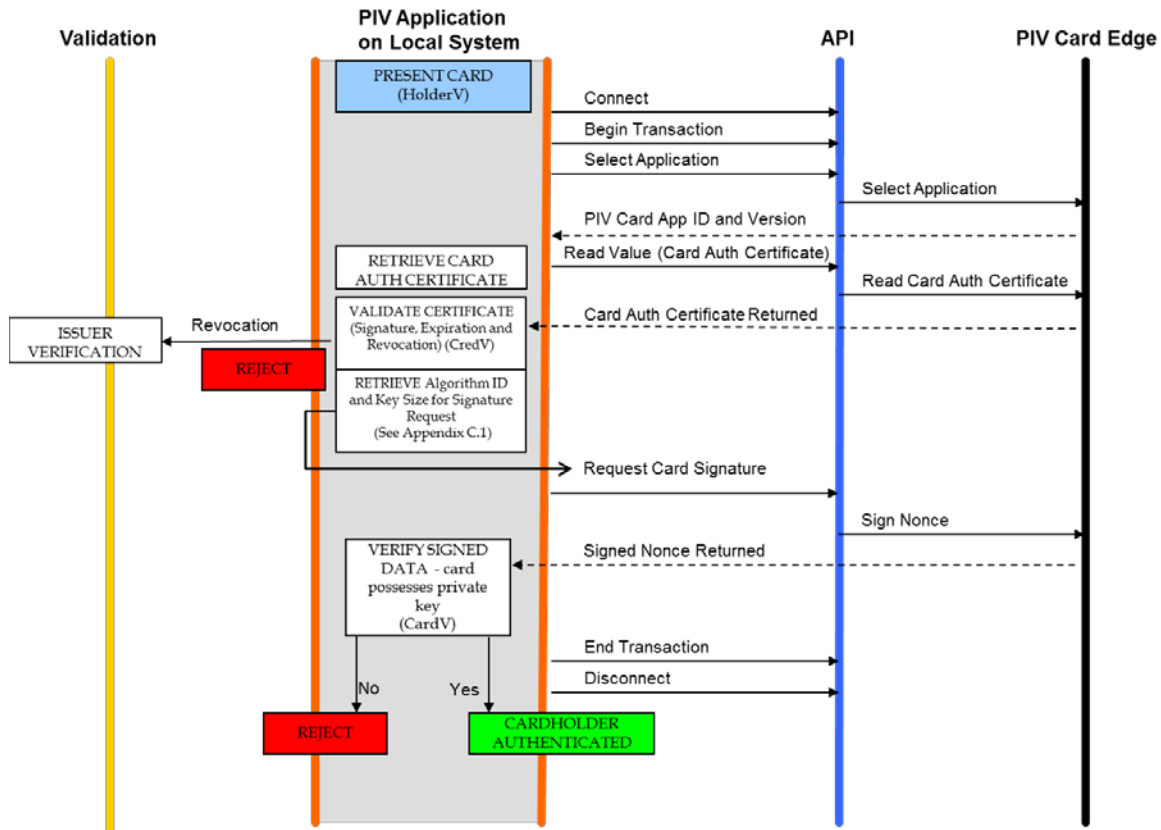 Validation
PIV Application
on Local System
API
PIV Card Edge
PRESENT CARD
(HolderV)
Connect
Begin Transaction
Select Application
Select Application
PIV Card App ID and Version
RETRIEVE CARD
AUTH CERTIFICATE
Read Value (Card Auth Certificate)
Read Card Auth Certificate
Card Auth Certificate Returned
VALIDATE CERTIFICATE
(Signature, Expiration and
Revocation) (CredV)
Revocation
ISSUER
VERIFICATION
REJECT
RETRIEVE Algorithm ID
and Key Size for Signature
Request
(See Appendix C.1)
Request Card Signature
Sign Nonce
Signed Nonce Returned
VERIFY SIGNED
DATA - card
possesses private
key
(CardV)
End Transaction
Disconnect
No
Yes
REJECT
CARDHOLDER
AUTHENTICATED